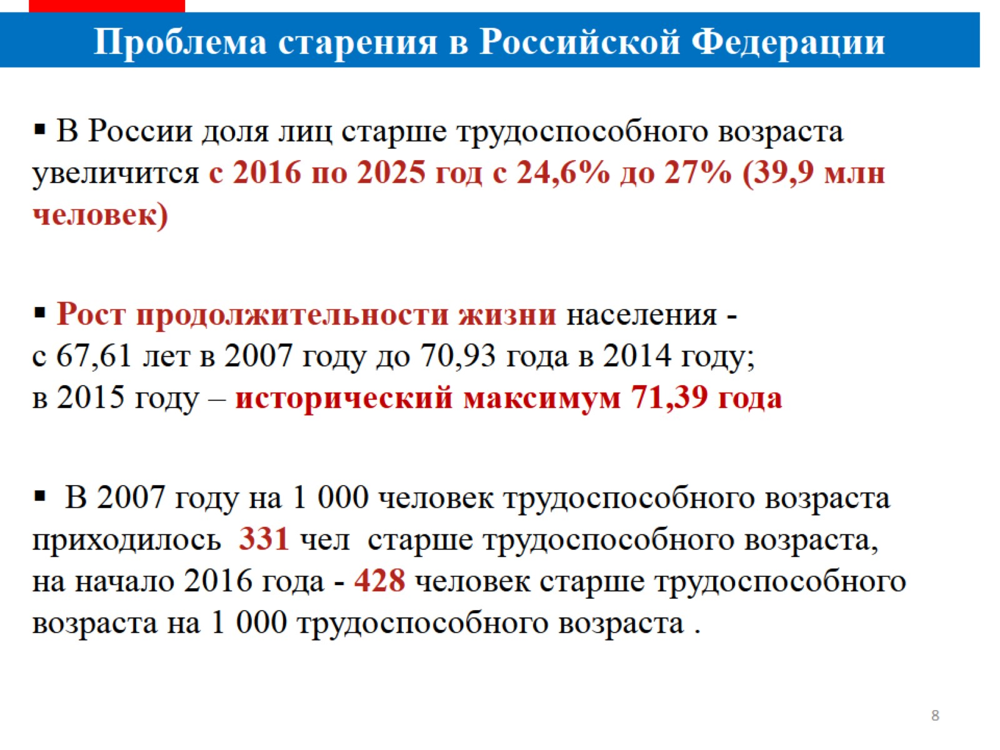 Проблема старения в Российской Федерации
▪ В России доля лиц старше трудоспособного возраста
увеличится с 2016 по 2025 год с 24,6% до 27% (39,9 млн
человек)
▪ Рост продолжительности жизни населения -
с 67,61 лет в 2007 году до 70,93 года в 2014 году;
в 2015 году – исторический максимум 71,39 года
▪ В 2007 году на 1 000 человек трудоспособного возраста
приходилось 331 чел старше трудоспособного возраста,
на начало 2016 года - 428 человек старше трудоспособного
возраста на 1 000 трудоспособного возраста .
8